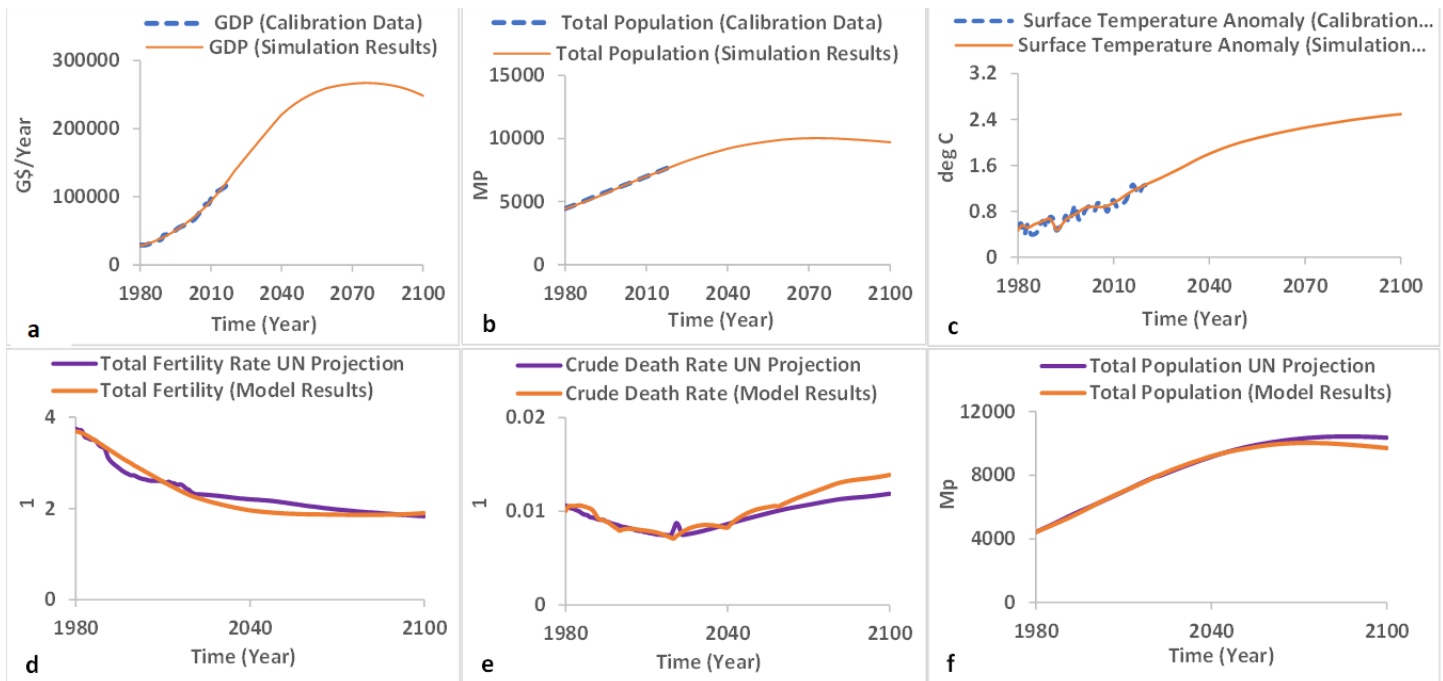 GDP (Calibration Data)
GDP (Simulation Results)
300000
200000
100000
0
G$/Year
1980 2010 2040 2070 2100
Time (Year)
a
Total Population (Calibration Data)
Total Population (Simulation Results)
15000
10000
5000
0
MP
1980 2010 2040 2070 2100
Time (Year)
b
Surface Temperature Anomaly (Calibration...
Surface Temperature Anomaly (Simulation...
3.2
2.4
1.6
0.8
0
deg C
1980 2010 2040 2070 2100
Time (Year)
c
Total Fertility Rate UN Projection
Total Fertility (Model Results)
4
2
0
1
1980 2040 2100
Time (Year)
d
Crude Death Rate UN Projection
Crude Death Rate (Model Results)
0.02
0.01
0
1
1980 2040 2100
Time (Year)
e
Total Population UN Projection
Total Population (Model Results)
12000
8000
4000
0
Mp
1980 2040 2100
Time (Year)
f